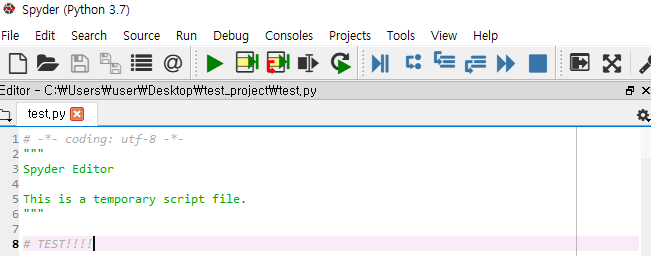 Spyder (Python 3.7)
File Edit Search Source Run Debug Consoles Projects Tools View Help
Editor - C:₩Users₩user₩Desktop₩test_project₩test.py
test.py
1 # -*- coding: utf-8 -*-
2 """
3 Spyder Editor
4
5 This is a temporary script file.
6 """
7
8 # TEST!!!!